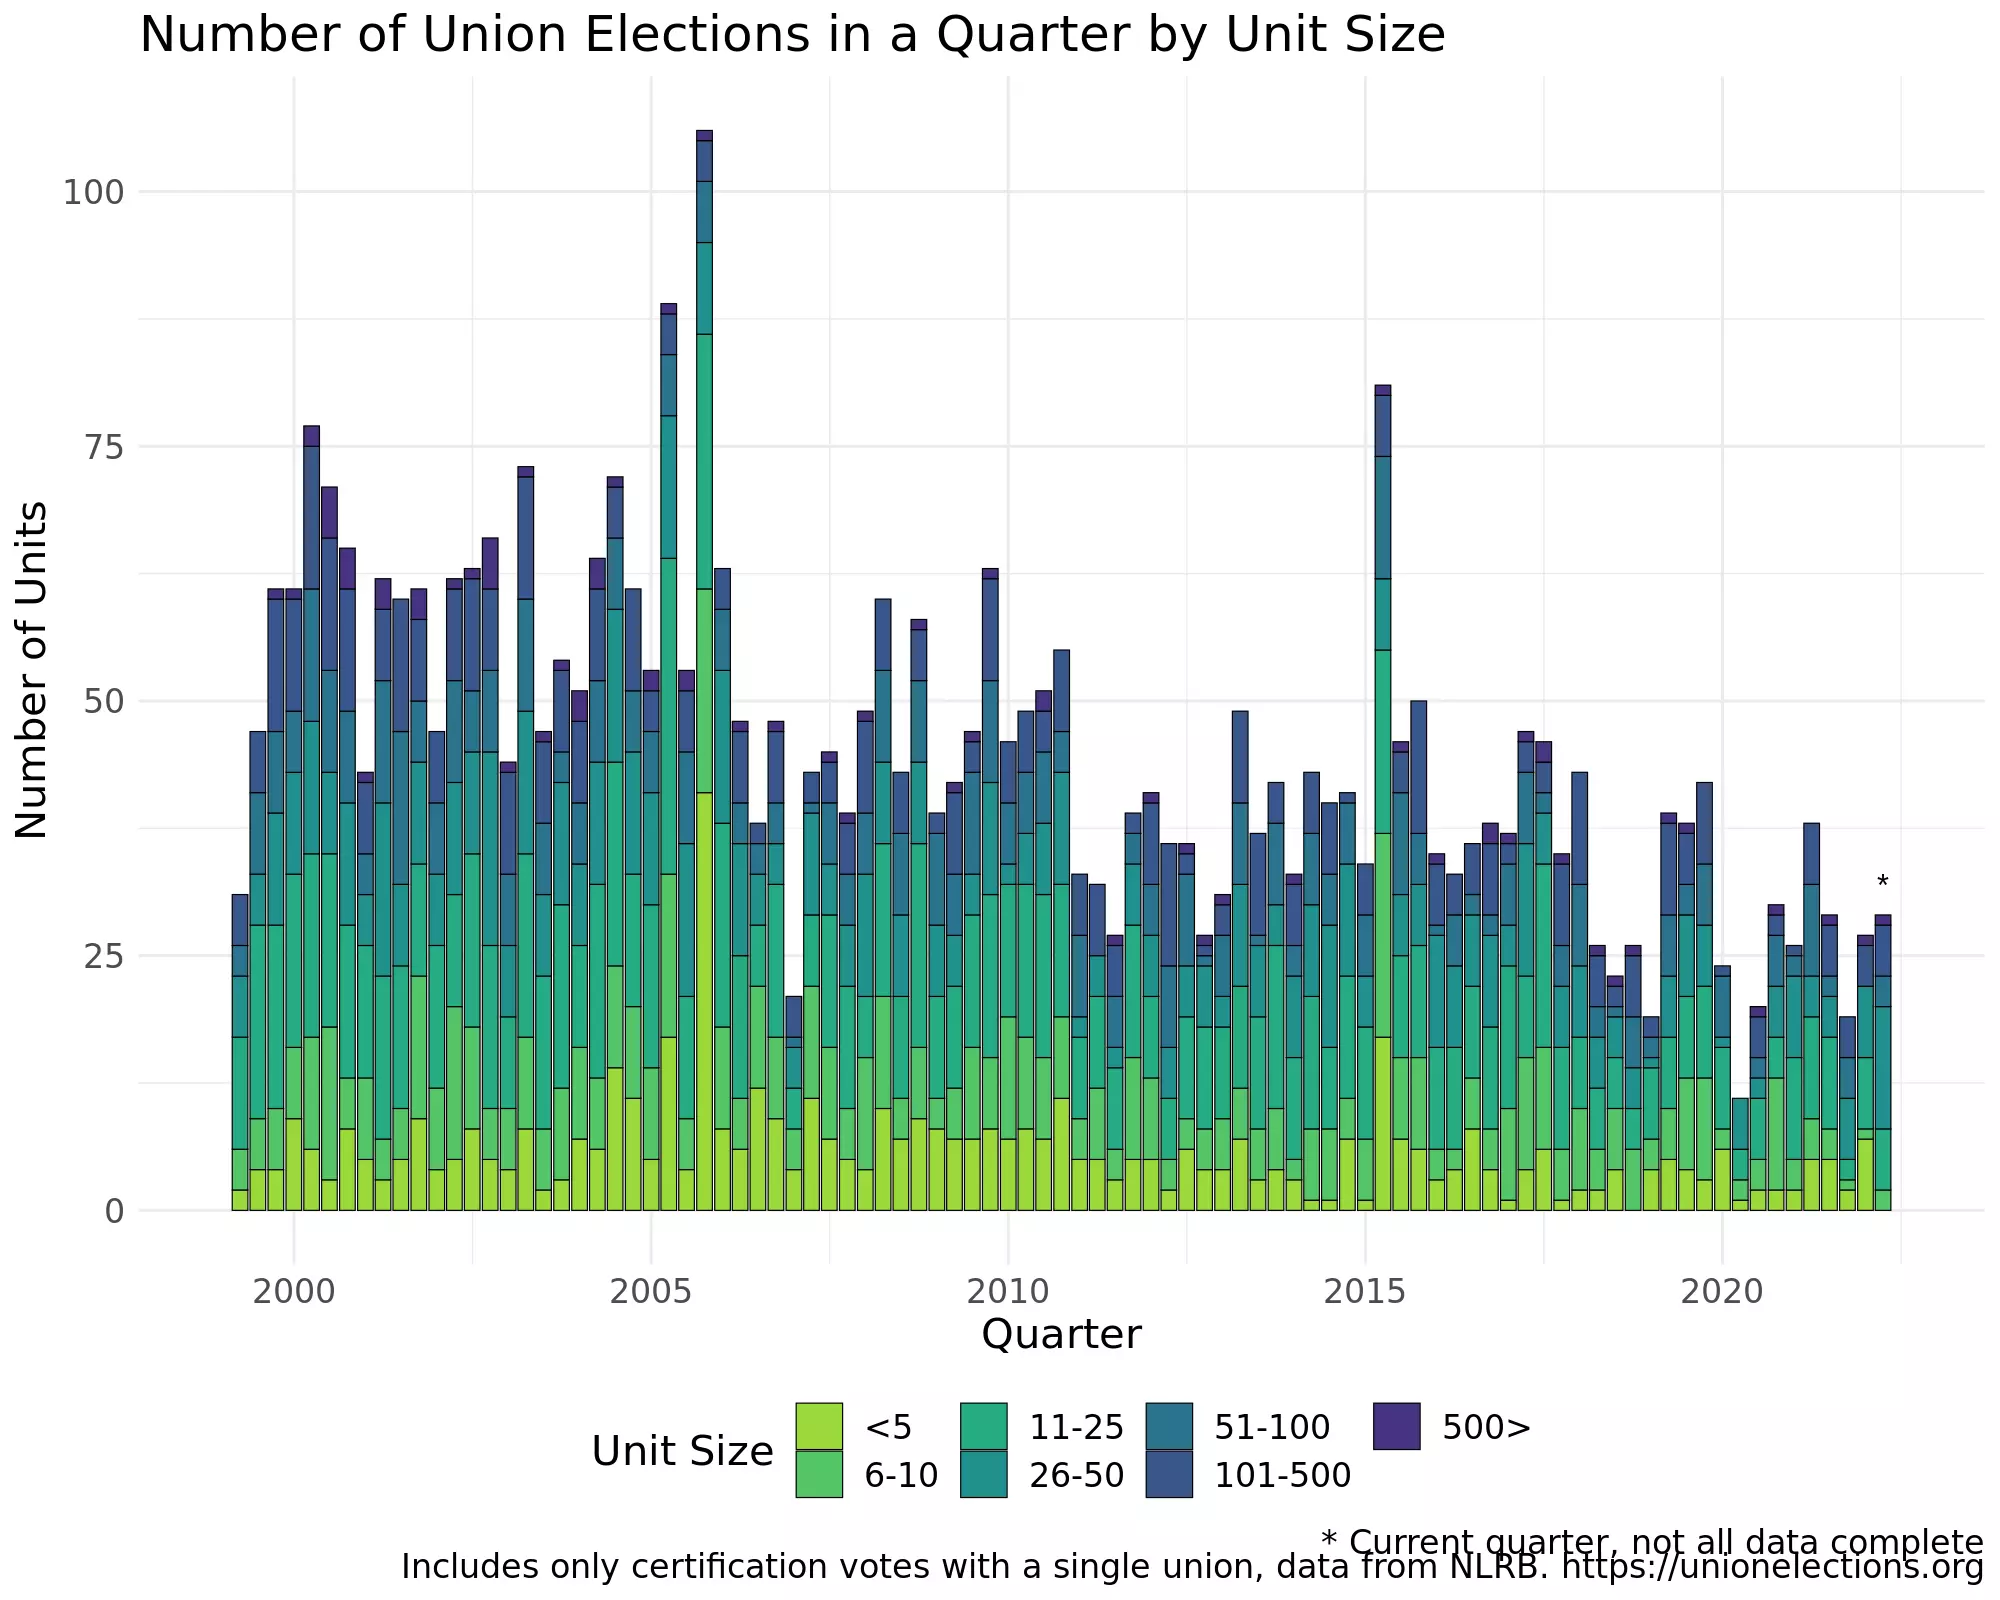 Number of Union Elections in a Quarter by Unit Size
Number of Units
100
75
50
25
0
*
2000 2005 2010 2015 2020
Quarter
Unit Size
<5 11-25 51-100 500>
6-10 26-50 101-500
* Current quarter, not all data complete
Includes only certification votes with a single union, data from NLRB. https://unionelections.org